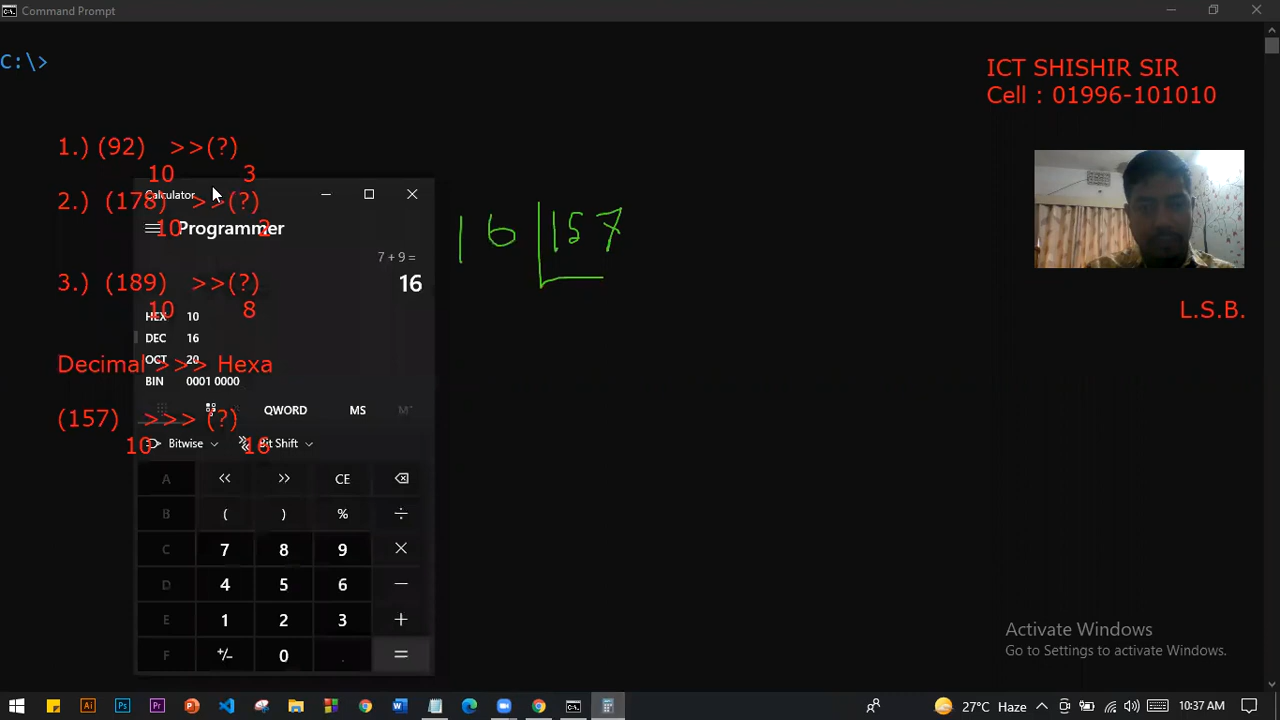 Command Prompt
C:\>
ICT SHISHIR SIR
Cell : 01996-101010
1.) (92) >>(?)
10 3
2.) (178) >>(?)
10 2
3.) (189) >>(?)
10 8
Decimal >>> Hexa
(157) >>> (?)
10 16
Calculator
Programmer
7 + 9 =
16
HEX 10
DEC 16
OCT 20
BIN 0001 0000
QWORD MS M
Bitwise Bit Shift
A << >> CE
B ( ) % ÷
C 7 8 9 ×
D 4 5 6 −
E 1 2 3 +
F +/- 0 . =
16 157
L.S.B.
Activate Windows
Go to Settings to activate Windows.
27°C Haze 10:37 AM